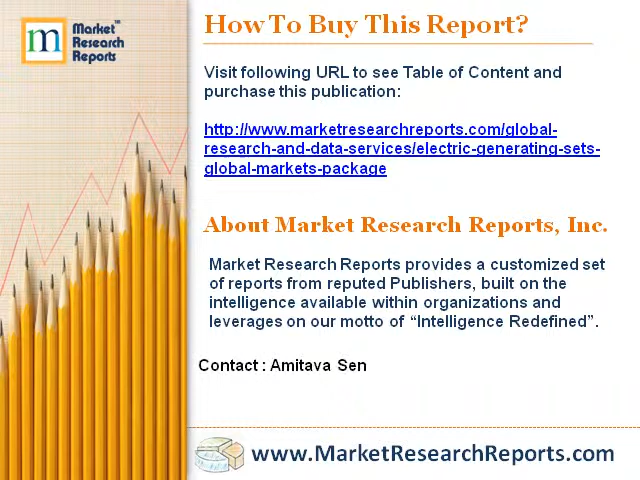 m
Market™
Research
Reports
How To Buy This Report?
Visit following URL to see Table of Content and
purchase this publication:
http://www.marketresearchreports.com/global-
research-and-data-services/electric-generating-sets-
global-markets-package
About Market Research Reports, Inc.
Market Research Reports provides a customized set
of reports from reputed Publishers, built on the
intelligence available within organizations and
leverages on our motto of “Intelligence Redefined”.
Contact : Amitava Sen
www.MarketResearchReports.com